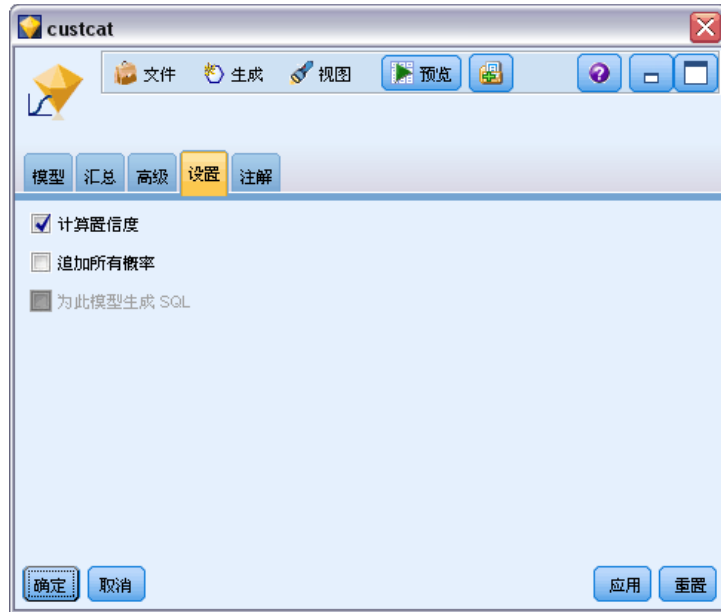 custcat
文件 生成 视图 预览
模型 汇总 高级 设置 注解
计算置信度
追加所有概率
为此模型生成 SQL
确定 取消 应用 重置